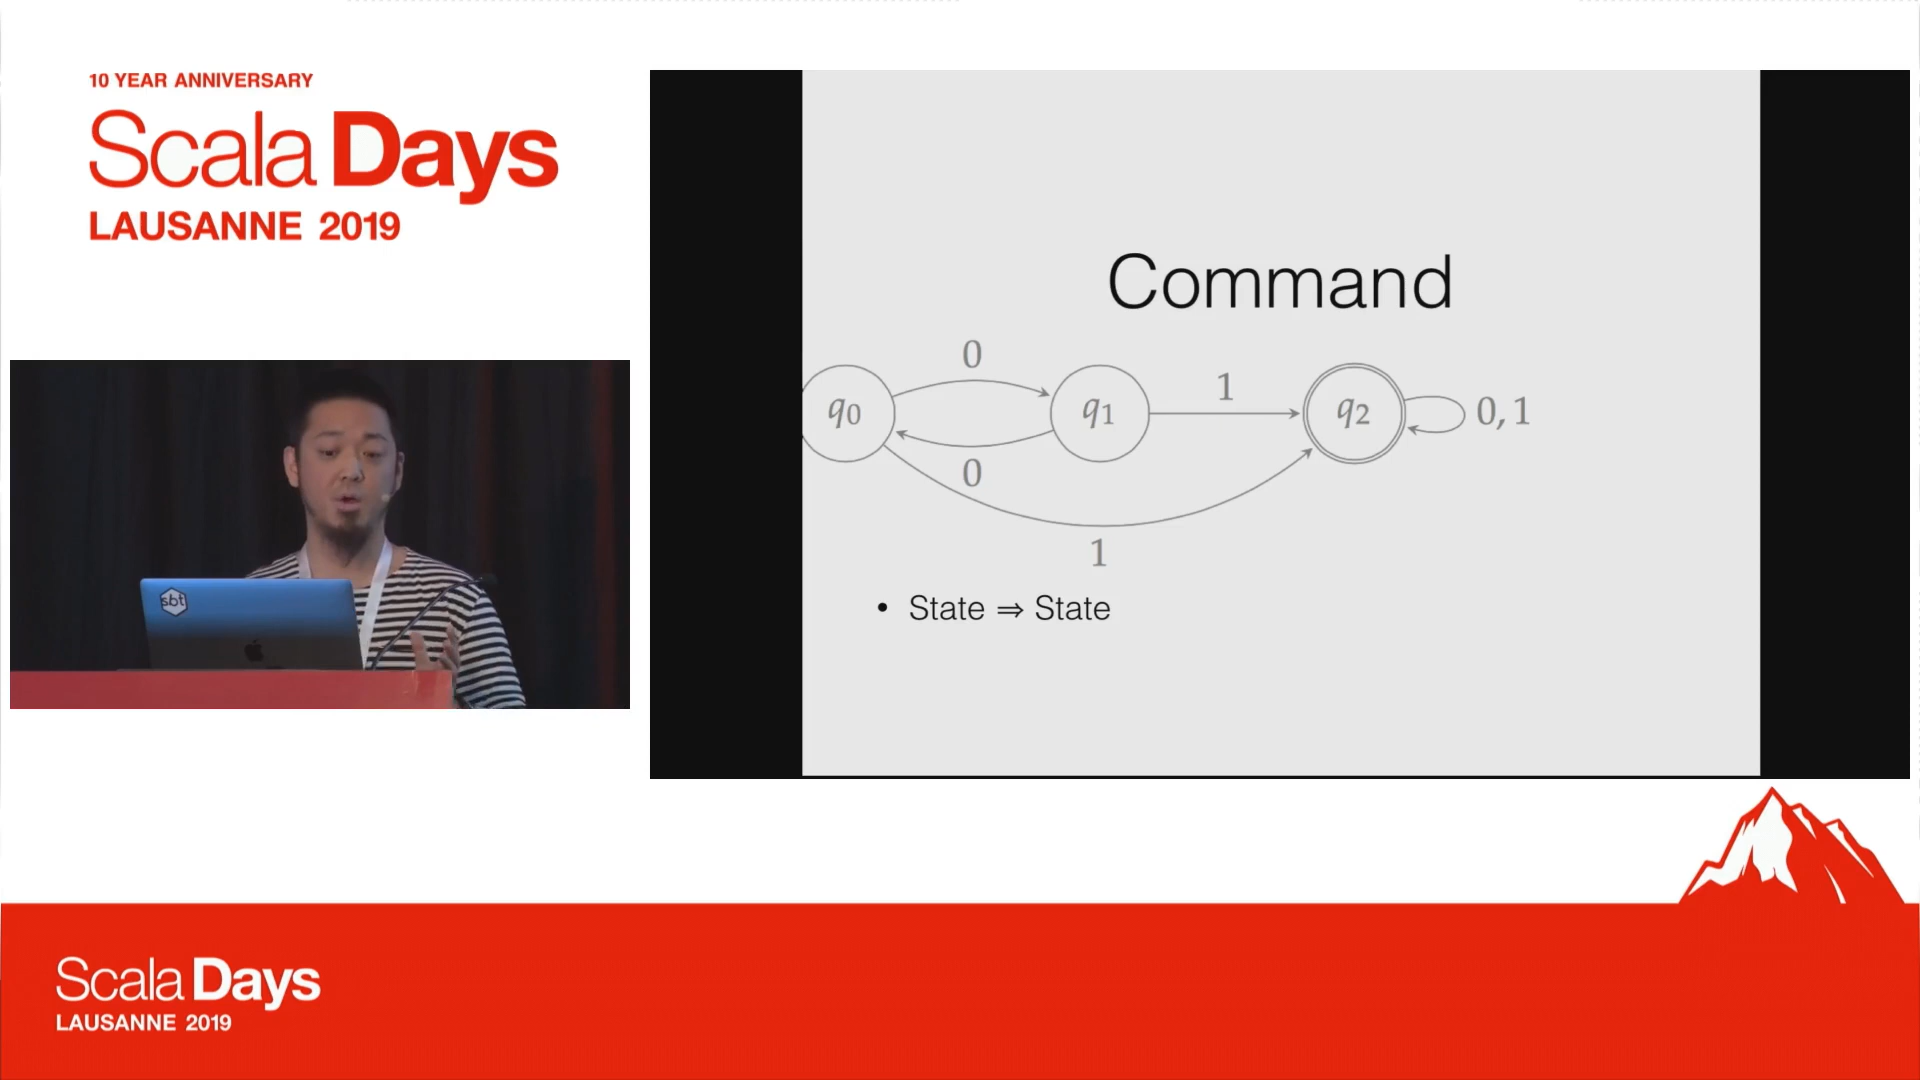 10 YEAR ANNIVERSARY
Scala Days
LAUSANNE 2019
Command
0
q0
q1
1
q2
0, 1
0
1
• State ⇒ State
sbt
Scala Days
LAUSANNE 2019